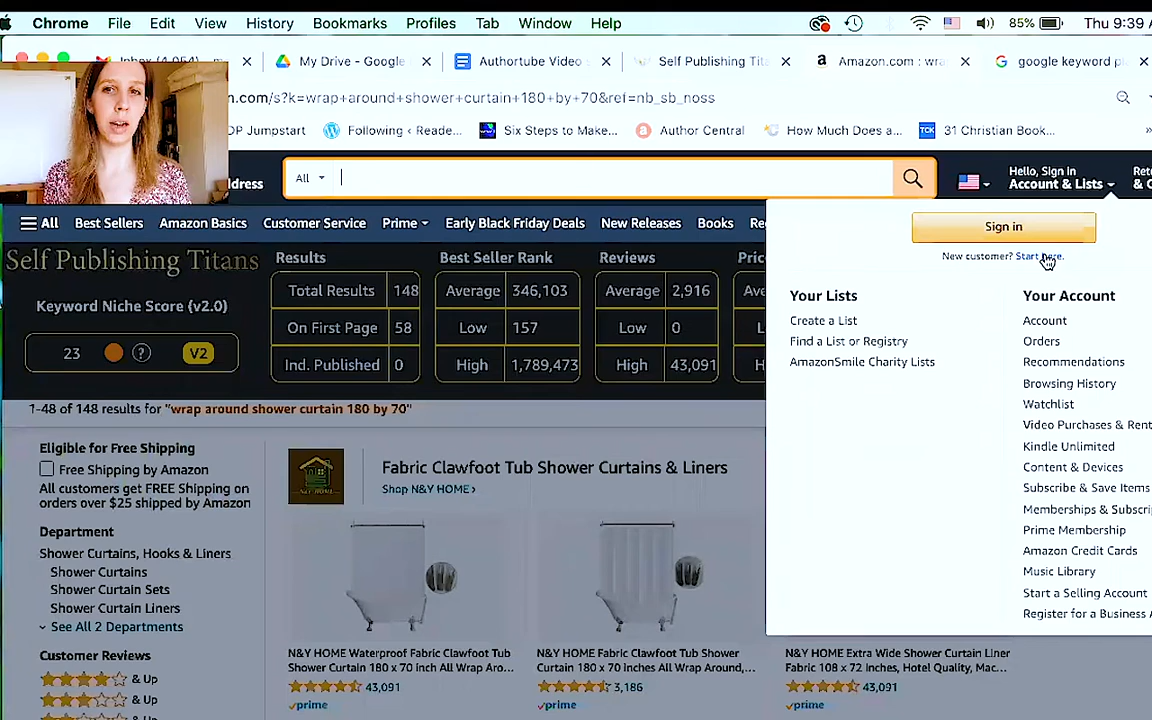 Chrome File Edit View History Bookmarks Profiles Tab Window Help 85% Thu 9:39
My Drive - Google Authortube Video Self Publishing Tit Amazon.com : wra google keyword pl
n.com/s?k=wrap+around+shower+curtain+180+by+70&ref=nb_sb_noss
DP Jumpstart Following ‹ Reade... Six Steps to Make... Author Central How Much Does a... 31 Christian Book...
ddress All Hello, Sign in
Account & Lists
Ret
& C
All Best Sellers Amazon Basics Customer Service Prime Early Black Friday Deals New Releases Books Re
Sign in
New customer? Start here.
Self Publishing Titans
Keyword Niche Score (v2.0)
23 ? V2
Results
Total Results 148
On First Page 58
Ind. Published 0
Best Seller Rank
Average 346,103
Low 157
High 1,789,473
Reviews
Average 2,916
Low 0
High 43,091
Pric
Ave
Lo
H
Your Lists
Create a List
Find a List or Registry
AmazonSmile Charity Lists
Your Account
Account
Orders
Recommendations
Browsing History
Watchlist
Video Purchases & Rent
Kindle Unlimited
Content & Devices
Subscribe & Save Items
Memberships & Subscri
Prime Membership
Amazon Credit Cards
Music Library
Start a Selling Account
Register for a Business A
1-48 of 148 results for "wrap around shower curtain 180 by 70"
Eligible for Free Shipping
Free Shipping by Amazon
All customers get FREE Shipping on
orders over $25 shipped by Amazon
Department
Shower Curtains, Hooks & Liners
Shower Curtains
Shower Curtain Sets
Shower Curtain Liners
See All 2 Departments
Customer Reviews
& Up
& Up
Fabric Clawfoot Tub Shower Curtains & Liners
Shop N&Y HOME ›
N&Y HOME Waterproof Fabric Clawfoot Tub
Shower Curtain 180 x 70 inch All Wrap Aro...
43,091
prime
N&Y HOME Fabric Clawfoot Tub Shower
Curtain 180 x 70 inches All Wrap Around,...
3,186
prime
N&Y HOME Extra Wide Shower Curtain Liner
Fabric 108 x 72 Inches, Hotel Quality, Mac...
43,091
prime